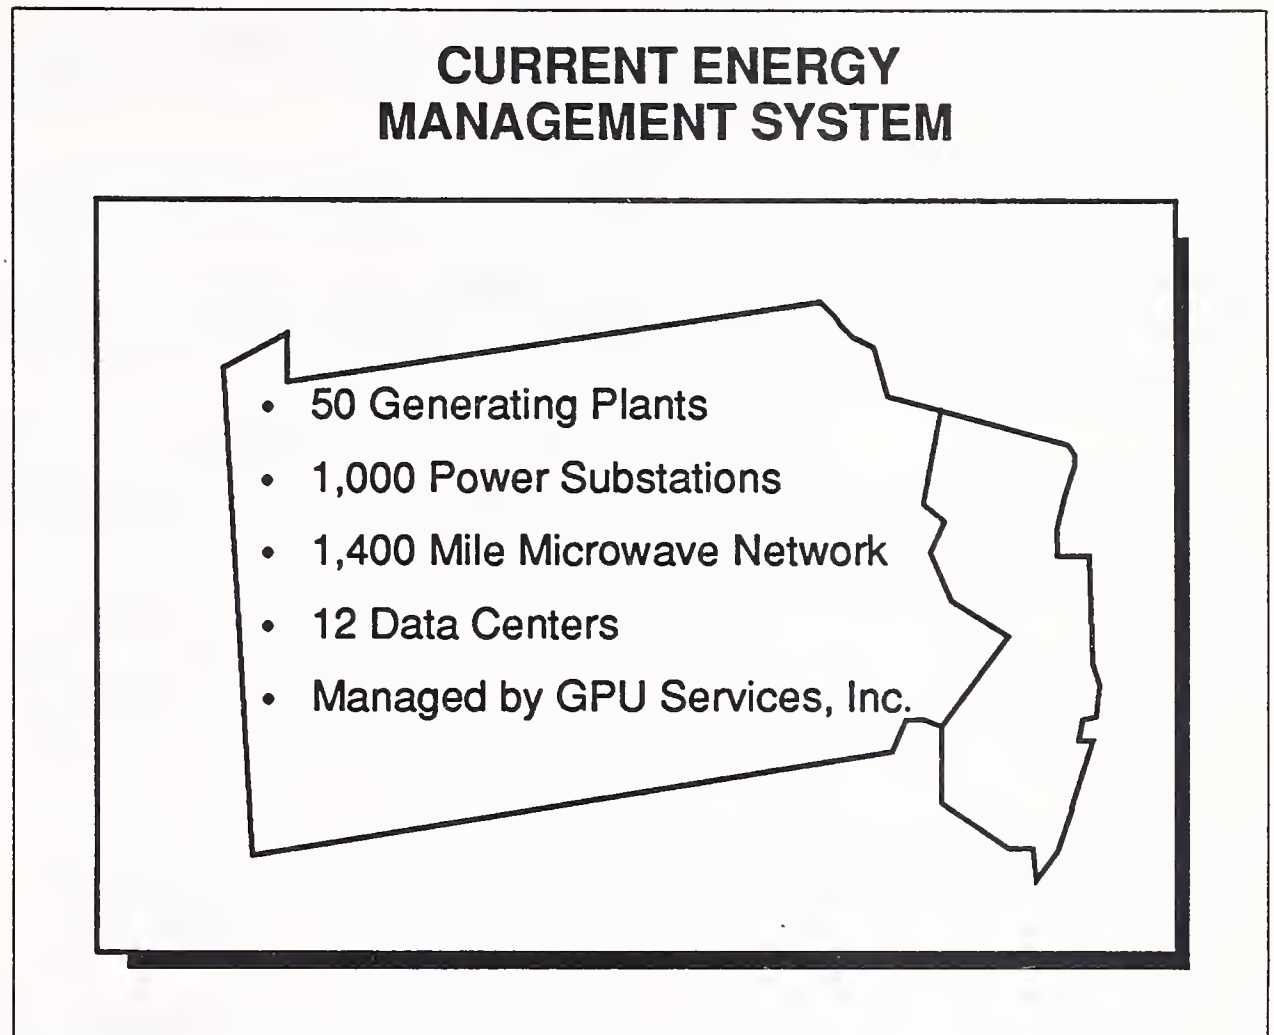 CURRENT ENERGY
MANAGEMENT SYSTEM
• 50 Generating Plants
• 1,000 Power Substations
• 1,400 Mile Microwave Network
• 12 Data Centers
• Managed by GPU Services, Inc.